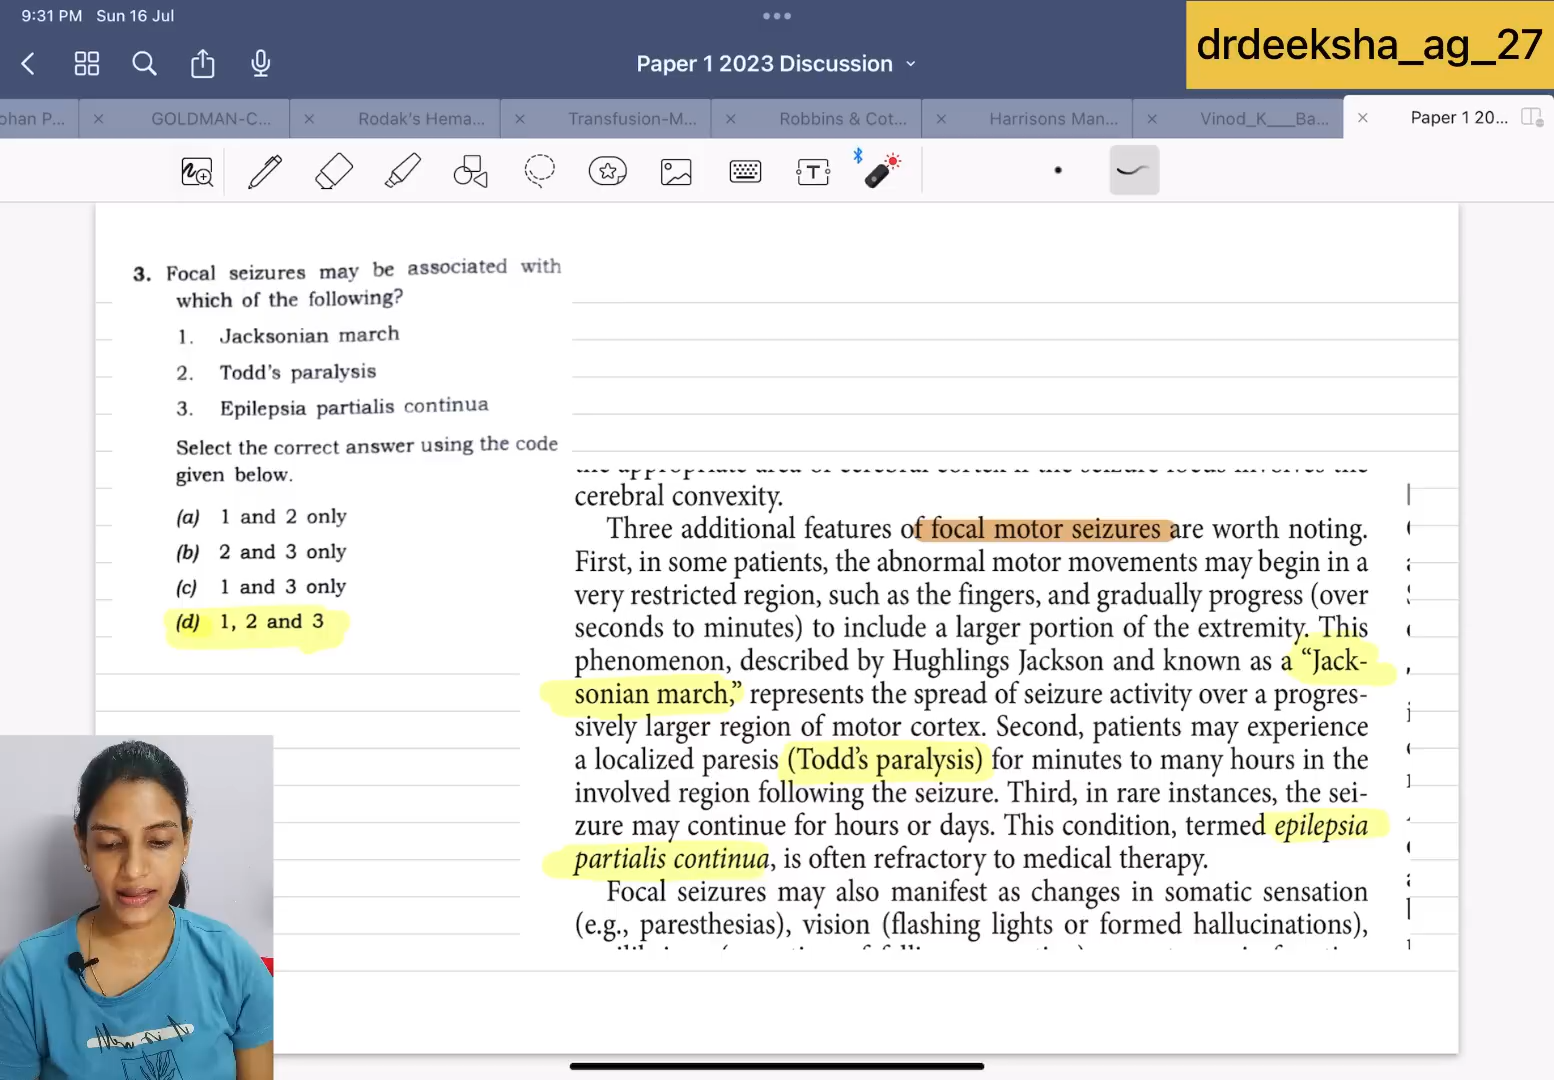 9:31 PM Sun 16 Jul
drdeeksha_ag_27
Paper 1 2023 Discussion
ohan P...
GOLDMAN-C...
Rodak's Hema...
Transfusion-M...
Robbins & Cot...
Harrisons Man...
Vinod_K___Ba...
Paper 1 20...
3. Focal seizures may be associated with
which of the following?
1. Jacksonian march
2. Todd's paralysis
3. Epilepsia partialis continua
Select the correct answer using the code
given below.
(a) 1 and 2 only
(b) 2 and 3 only
(c) 1 and 3 only
(d) 1, 2 and 3
cerebral convexity.
Three additional features of focal motor seizures are worth noting.
First, in some patients, the abnormal motor movements may begin in a
very restricted region, such as the fingers, and gradually progress (over
seconds to minutes) to include a larger portion of the extremity. This
phenomenon, described by Hughlings Jackson and known as a “Jack-
sonian march,” represents the spread of seizure activity over a progres-
sively larger region of motor cortex. Second, patients may experience
a localized paresis (Todd’s paralysis) for minutes to many hours in the
involved region following the seizure. Third, in rare instances, the sei-
zure may continue for hours or days. This condition, termed epilepsia
partialis continua, is often refractory to medical therapy.
Focal seizures may also manifest as changes in somatic sensation
(e.g., paresthesias), vision (flashing lights or formed hallucinations),